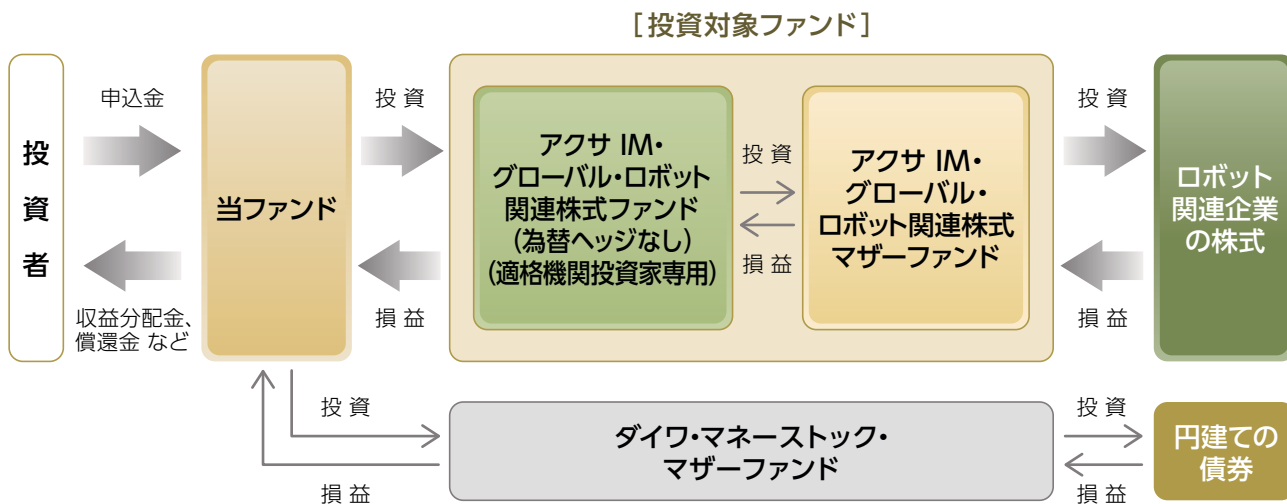 [投資対象ファンド]
投
資
者
申込金
収益分配金、
償還金 など
当ファンド
投 資
損 益
アクサ IM・
グローバル・ロボット
関連株式ファンド
(為替ヘッジなし)
(適格機関投資家専用)
投 資
損 益
アクサ IM・
グローバル・
ロボット関連株式
マザーファンド
投 資
損 益
ロボット
関連企業
の株式
投 資
損 益
ダイワ・マネーストック・
マザーファンド
投 資
損 益
円建ての
債券